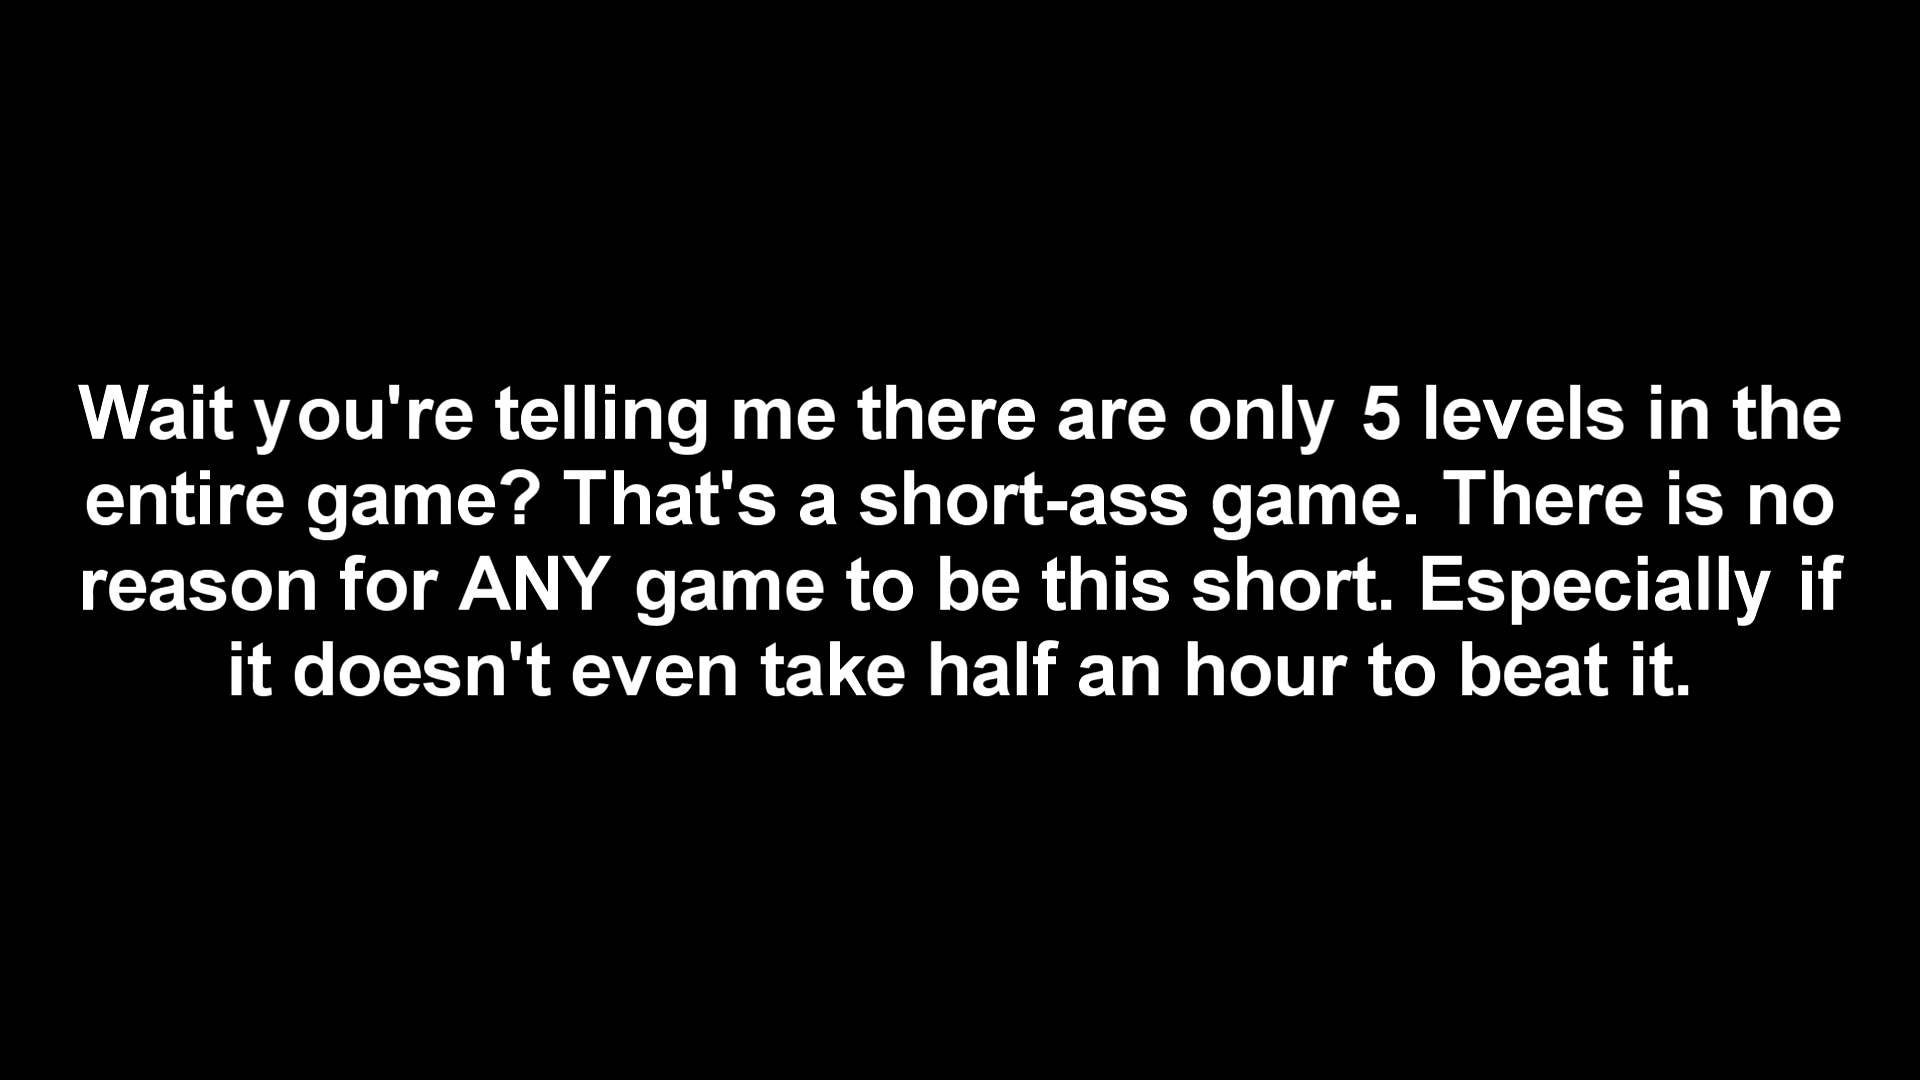 Wait you're telling me there are only 5 levels in the
entire game? That's a short-ass game. There is no
reason for ANY game to be this short. Especially if
it doesn't even take half an hour to beat it.